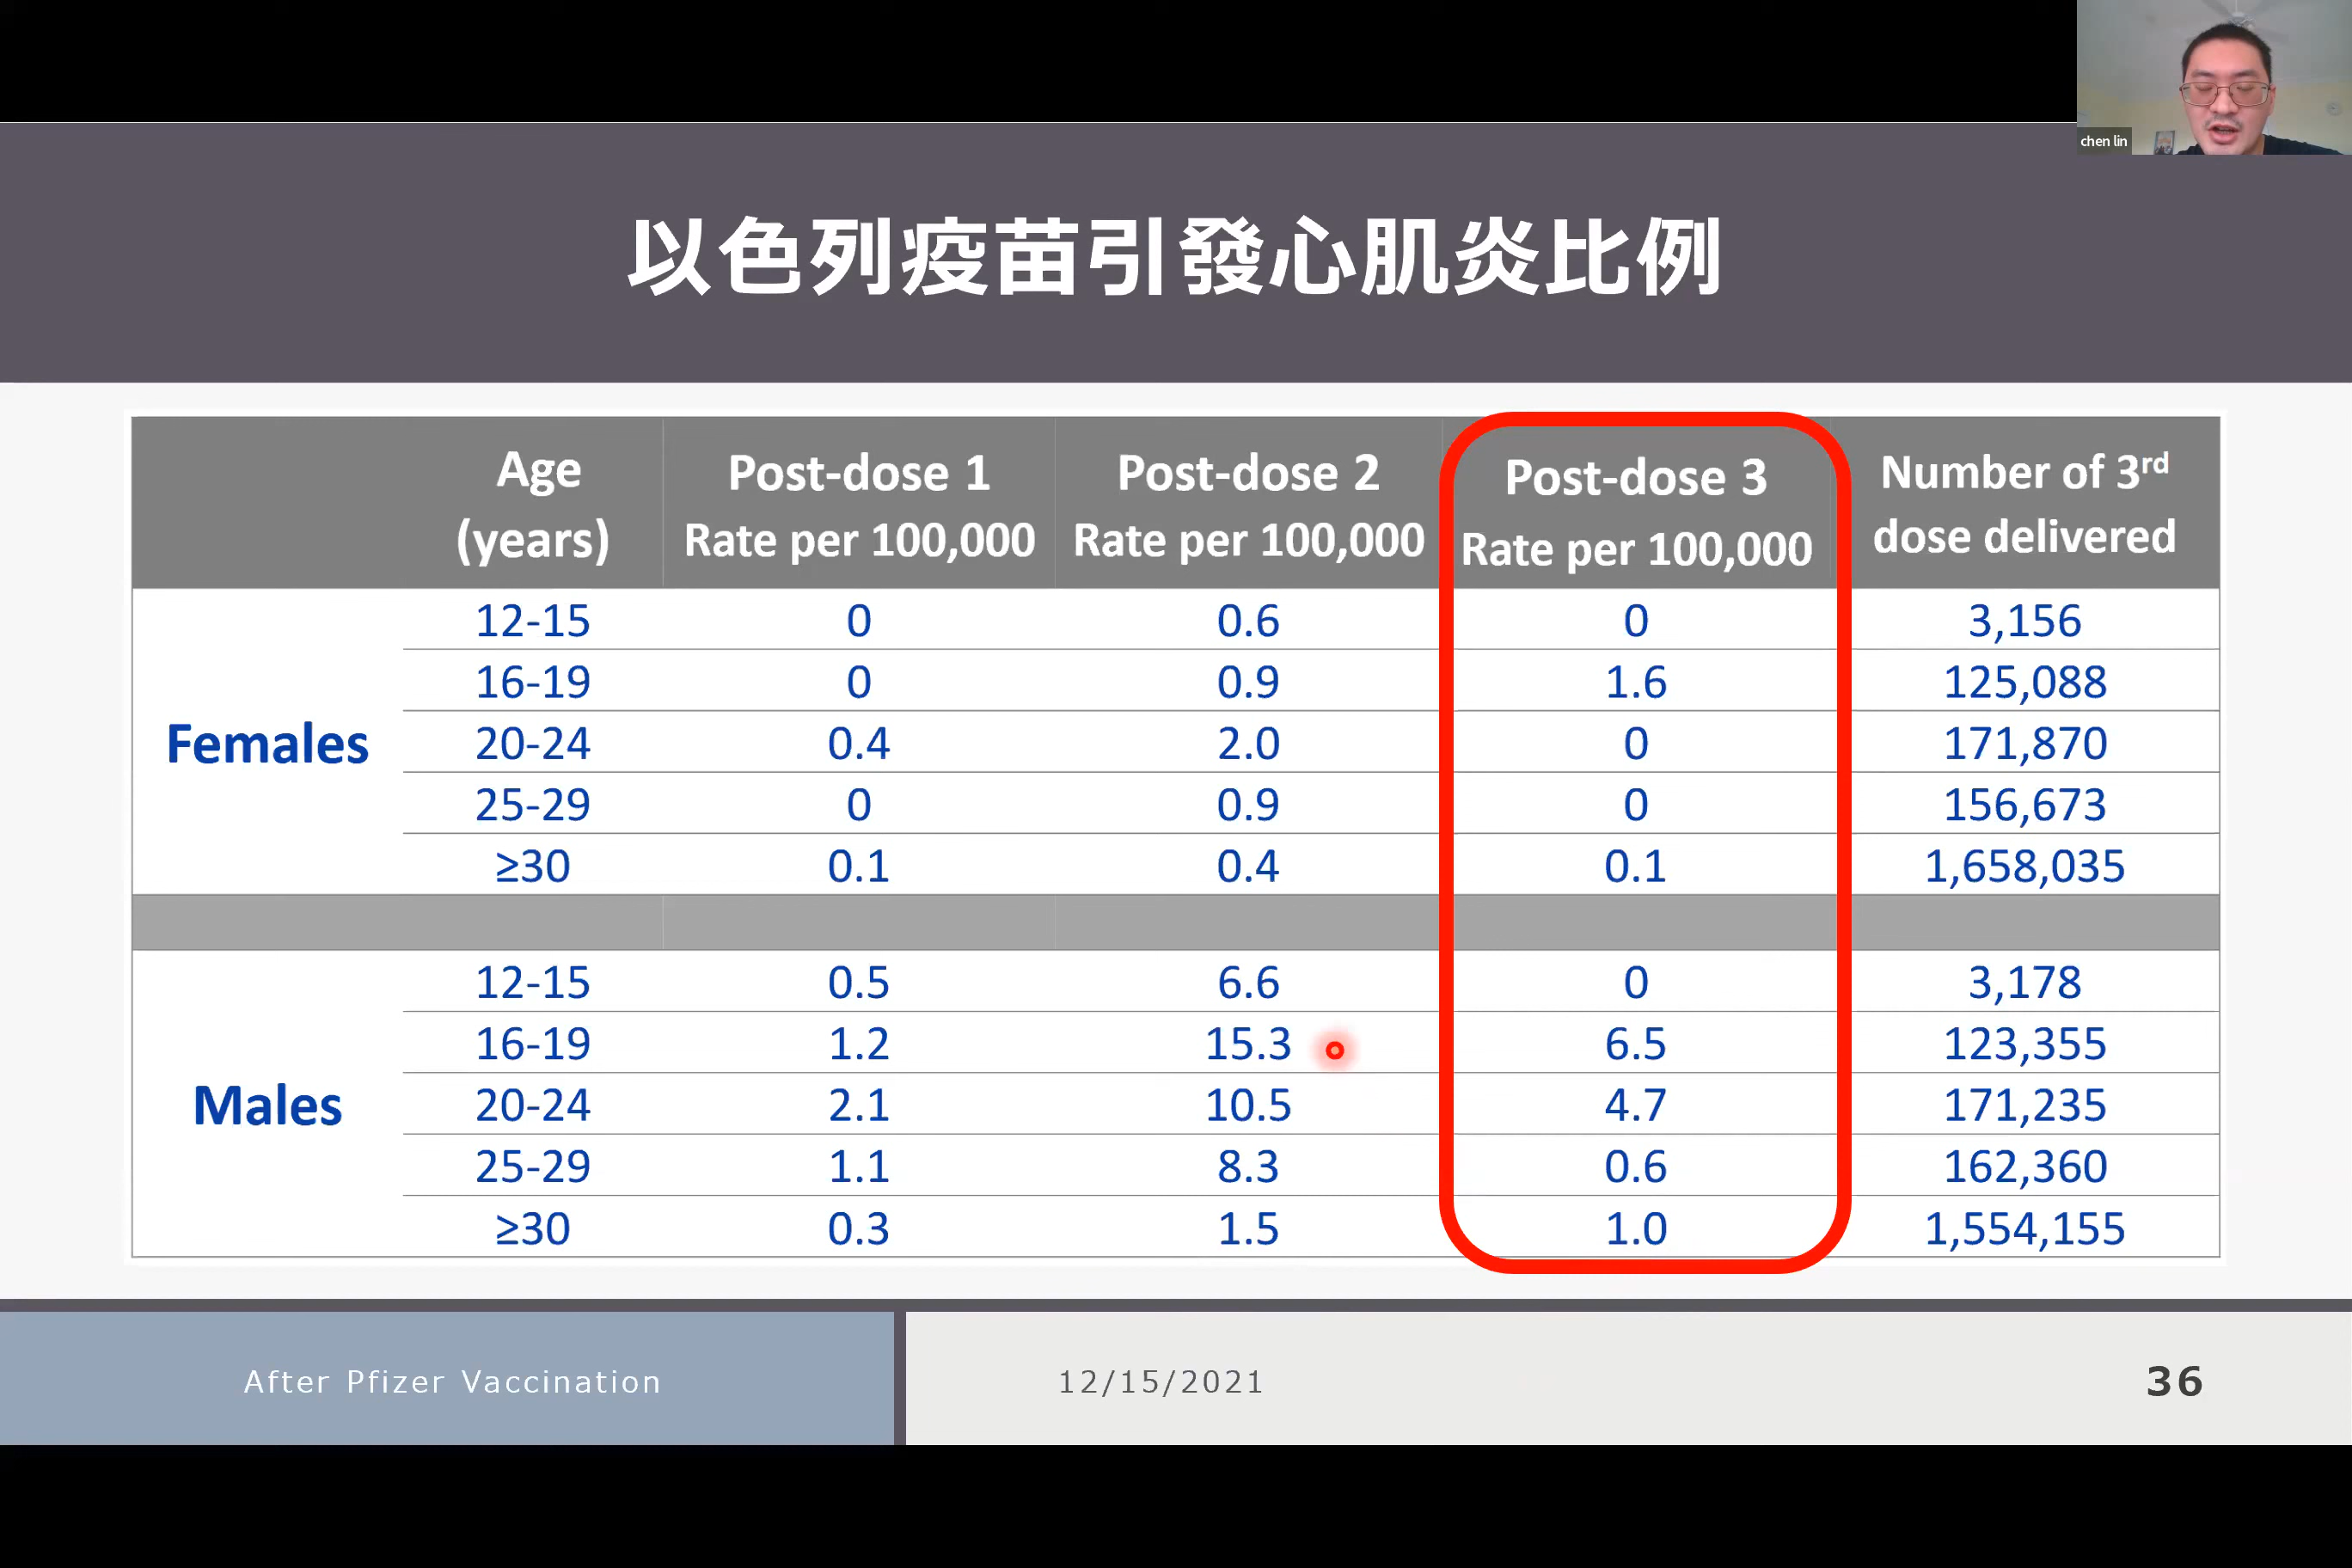 chen lin
以色列疫苗引發心肌炎比例
Age (years) Post-dose 1 Rate per 100,000 Post-dose 2 Rate per 100,000 Post-dose 3 Rate per 100,000 Number of 3rd dose delivered
Females
12-15 0 0.6 0 3,156
16-19 0 0.9 1.6 125,088
20-24 0.4 2.0 0 171,870
25-29 0 0.9 0 156,673
≥30 0.1 0.4 0.1 1,658,035
Males
12-15 0.5 6.6 0 3,178
16-19 1.2 15.3 6.5 123,355
20-24 2.1 10.5 4.7 171,235
25-29 1.1 8.3 0.6 162,360
≥30 0.3 1.5 1.0 1,554,155
After Pfizer Vaccination 12/15/2021 36